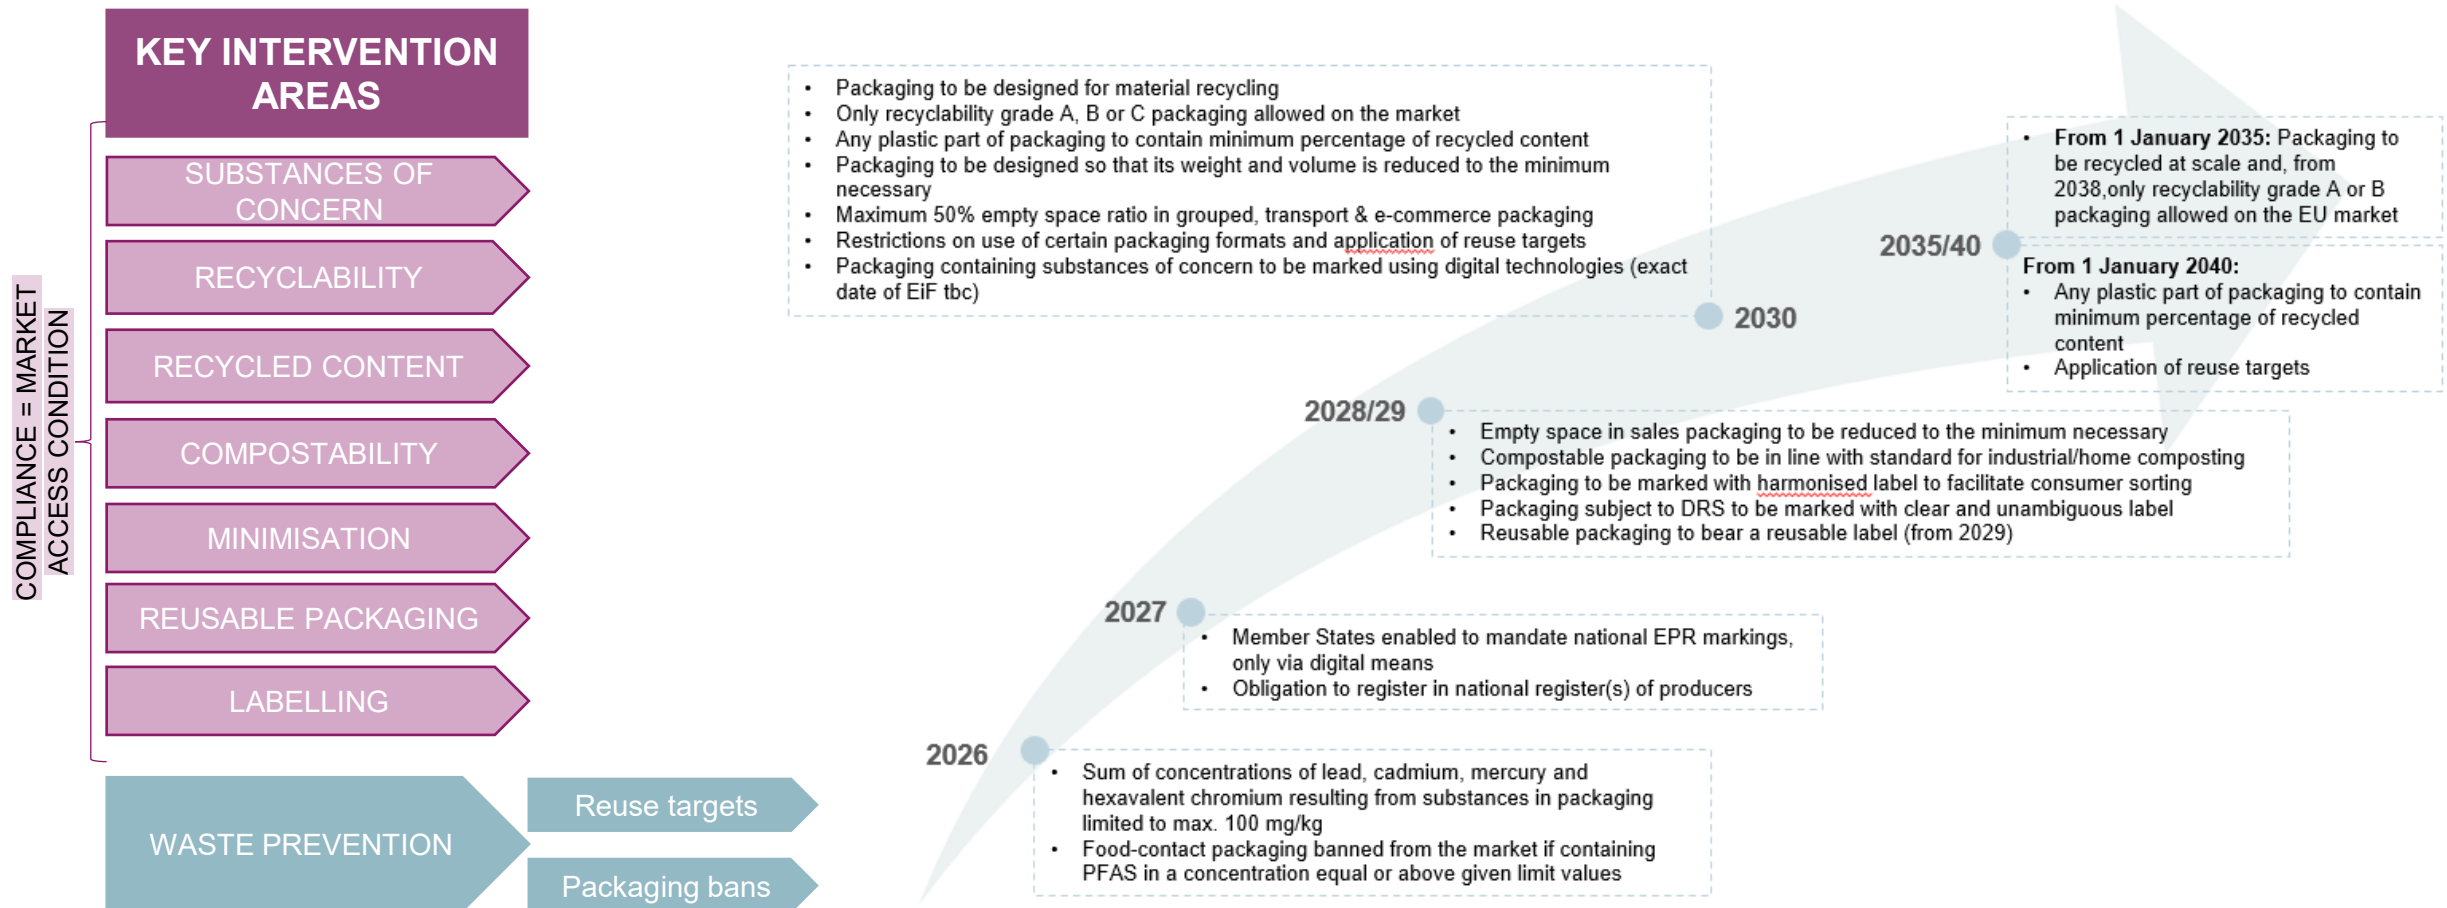 KEY INTERVENTION
AREAS
COMPLIANCE = MARKET
ACCESS CONDITION
SUBSTANCES OF
CONCERN
RECYCLABILITY
RECYCLED CONTENT
COMPOSTABILITY
MINIMISATION
REUSABLE PACKAGING
LABELLING
WASTE PREVENTION
Reuse targets
Packaging bans
• Packaging to be designed for material recycling
• Only recyclability grade A, B or C packaging allowed on the market
• Any plastic part of packaging to contain minimum percentage of recycled content
• Packaging to be designed so that its weight and volume is reduced to the minimum
necessary
• Maximum 50% empty space ratio in grouped, transport & e-commerce packaging
• Restrictions on use of certain packaging formats and application of reuse targets
• Packaging containing substances of concern to be marked using digital technologies (exact
date of EiF tbc)
2030
2035/40
• From 1 January 2035: Packaging to
be recycled at scale and, from
2038,only recyclability grade A or B
packaging allowed on the EU market
From 1 January 2040:
• Any plastic part of packaging to contain
minimum percentage of recycled
content
• Application of reuse targets
2028/29
• Empty space in sales packaging to be reduced to the minimum necessary
• Compostable packaging to be in line with standard for industrial/home composting
• Packaging to be marked with harmonised label to facilitate consumer sorting
• Packaging subject to DRS to be marked with clear and unambiguous label
• Reusable packaging to bear a reusable label (from 2029)
2027
• Member States enabled to mandate national EPR markings,
only via digital means
• Obligation to register in national register(s) of producers
2026
• Sum of concentrations of lead, cadmium, mercury and
hexavalent chromium resulting from substances in packaging
limited to max. 100 mg/kg
• Food-contact packaging banned from the market if containing
PFAS in a concentration equal or above given limit values